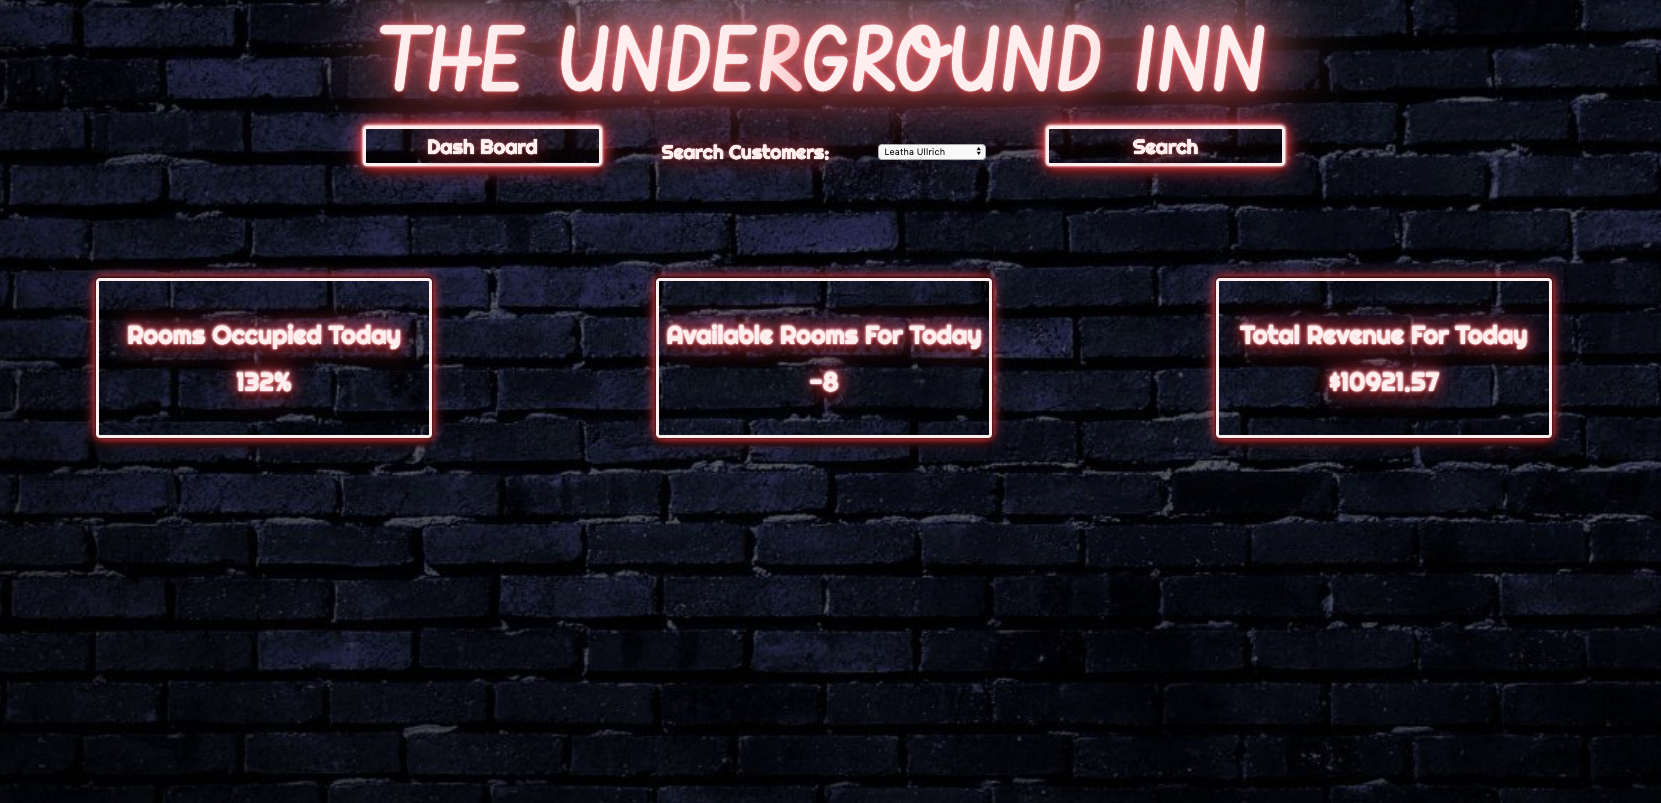 THE UNDERGROUND INN
Dash Board
Search Customers:
Leatha Ullrich
Search
Rooms Occupied Today
132%
Available Rooms For Today
-8
Total Revenue For Today
$10921.57